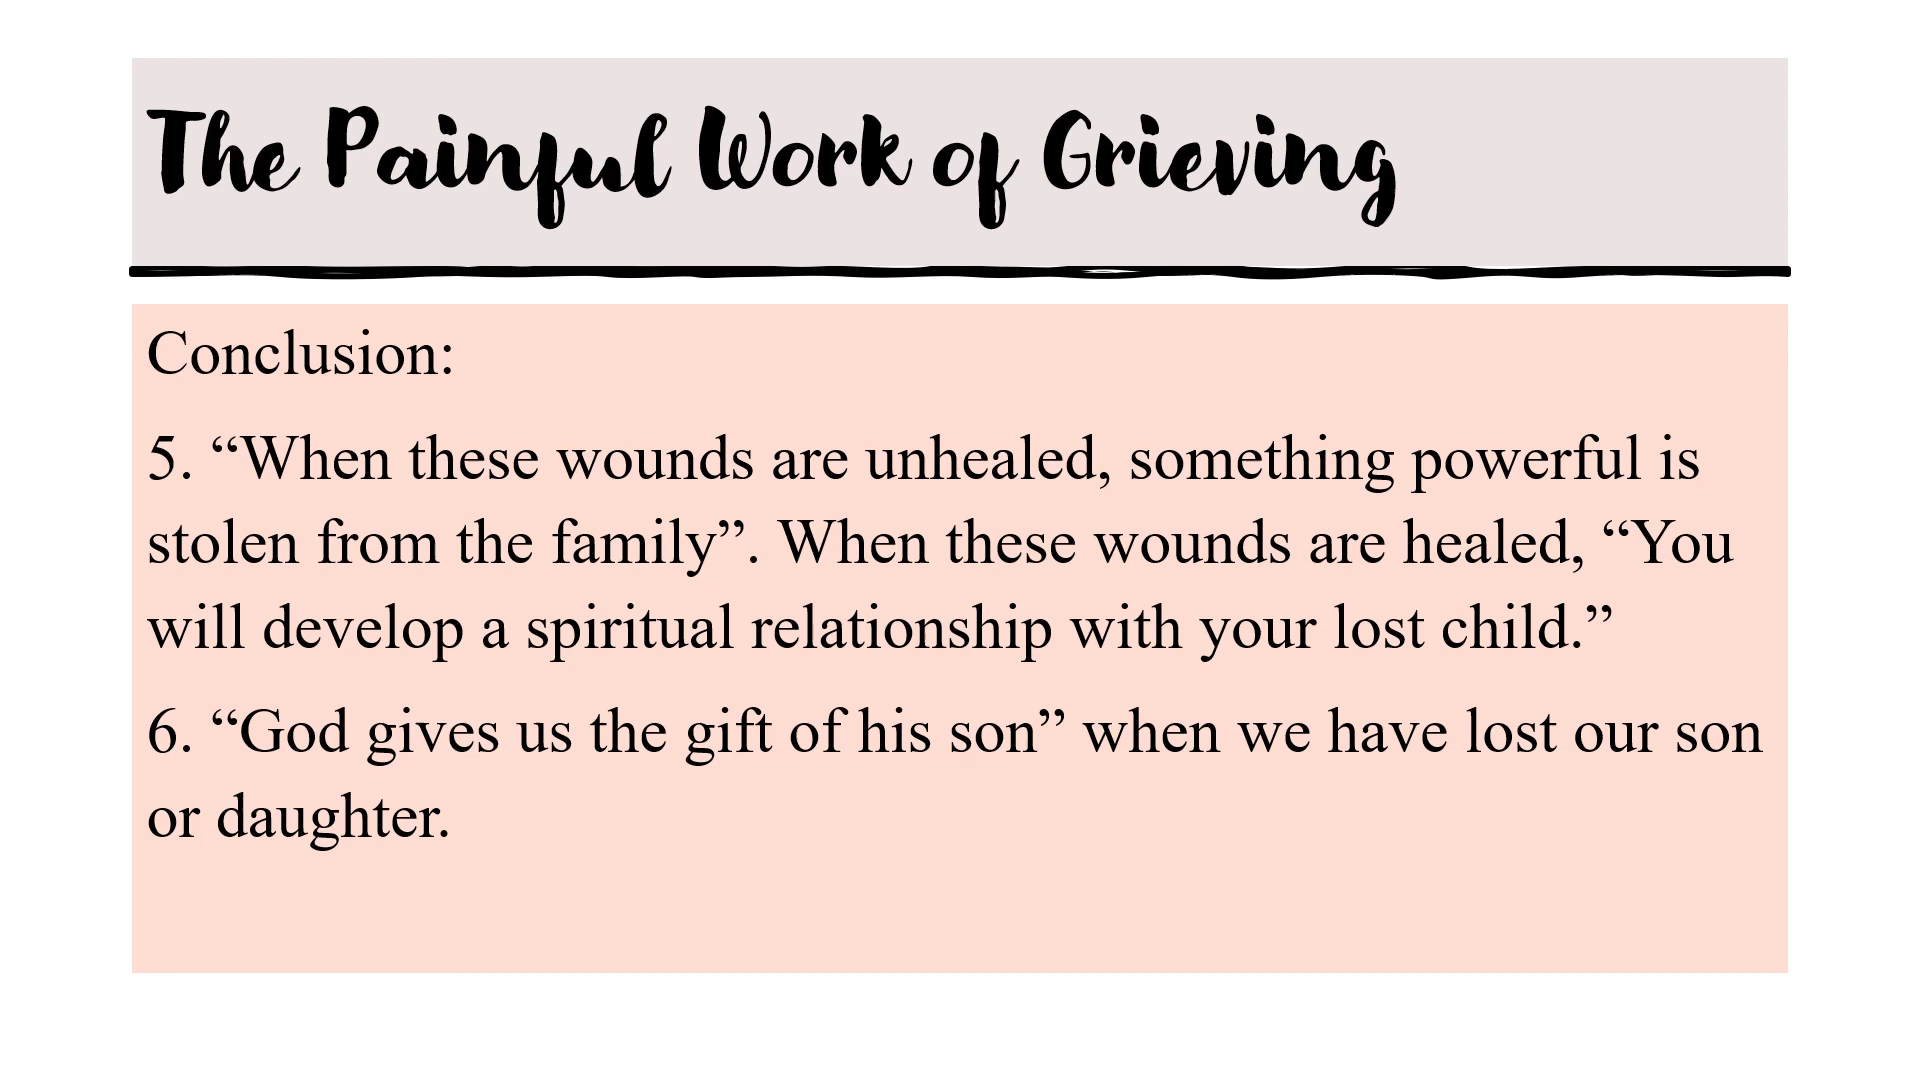 The Painful Work of Grieving
Conclusion:
5. “When these wounds are unhealed, something powerful is
stolen from the family”. When these wounds are healed, “You
will develop a spiritual relationship with your lost child.”
6. “God gives us the gift of his son” when we have lost our son
or daughter.